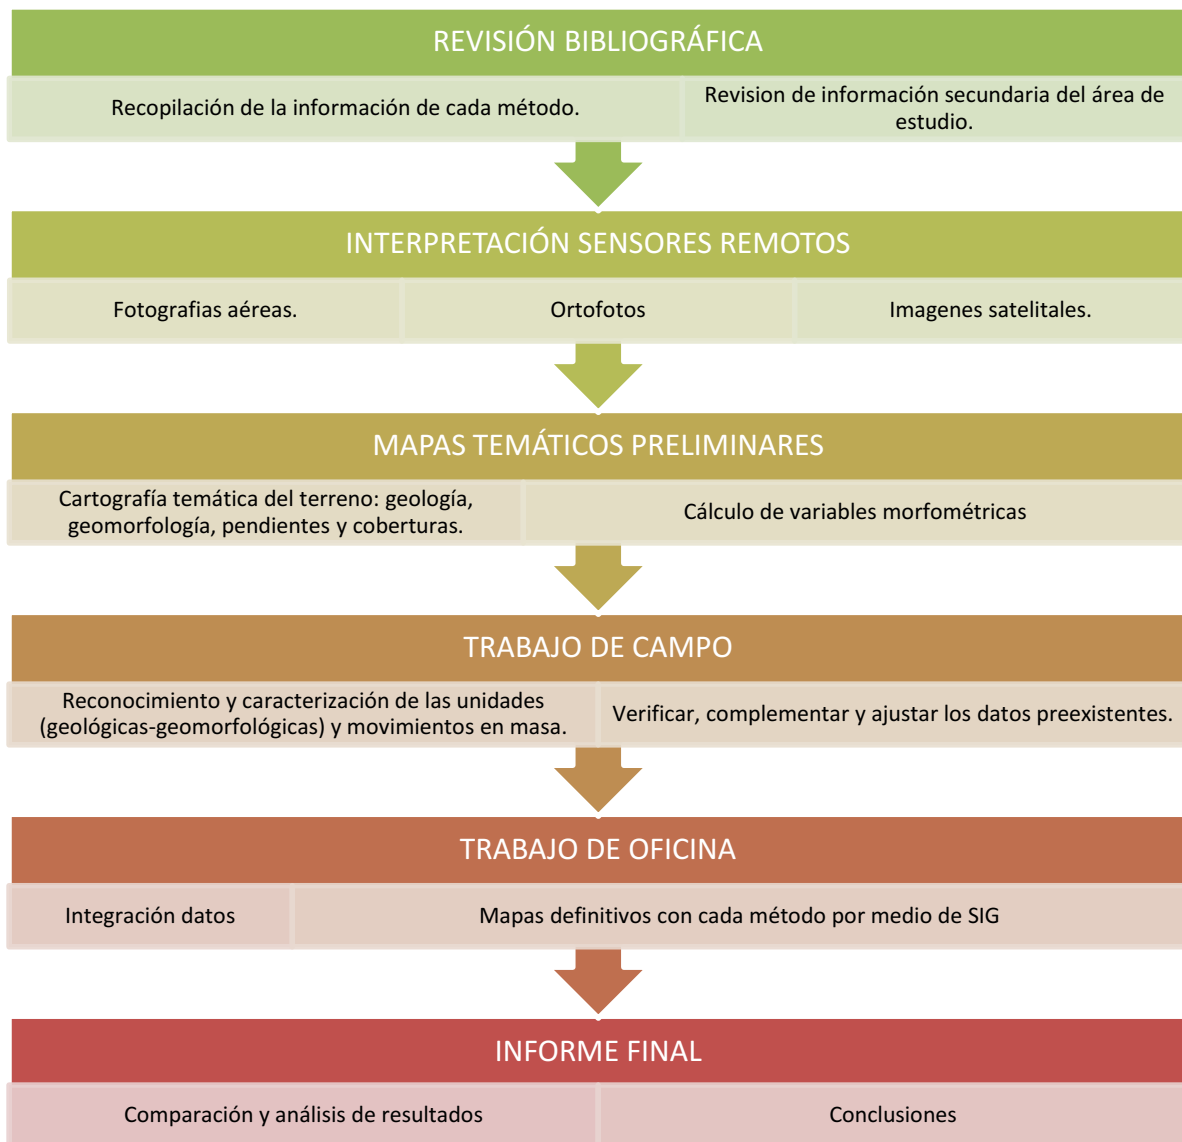 REVISIÓN BIBLIOGRÁFICA
Recopilación de la información de cada método.
Revision de información secundaria del área de
estudio.
INTERPRETACIÓN SENSORES REMOTOS
Fotografias aéreas.
Ortofotos
Imagenes satelitales.
MAPAS TEMÁTICOS PRELIMINARES
Cartografía temática del terreno: geología,
geomorfología, pendientes y coberturas.
Cálculo de variables morfométricas
TRABAJO DE CAMPO
Reconocimiento y caracterización de las unidades
(geológicas-geomorfológicas) y movimientos en masa.
Verificar, complementar y ajustar los datos preexistentes.
TRABAJO DE OFICINA
Integración datos
Mapas definitivos con cada método por medio de SIG
INFORME FINAL
Comparación y análisis de resultados
Conclusiones